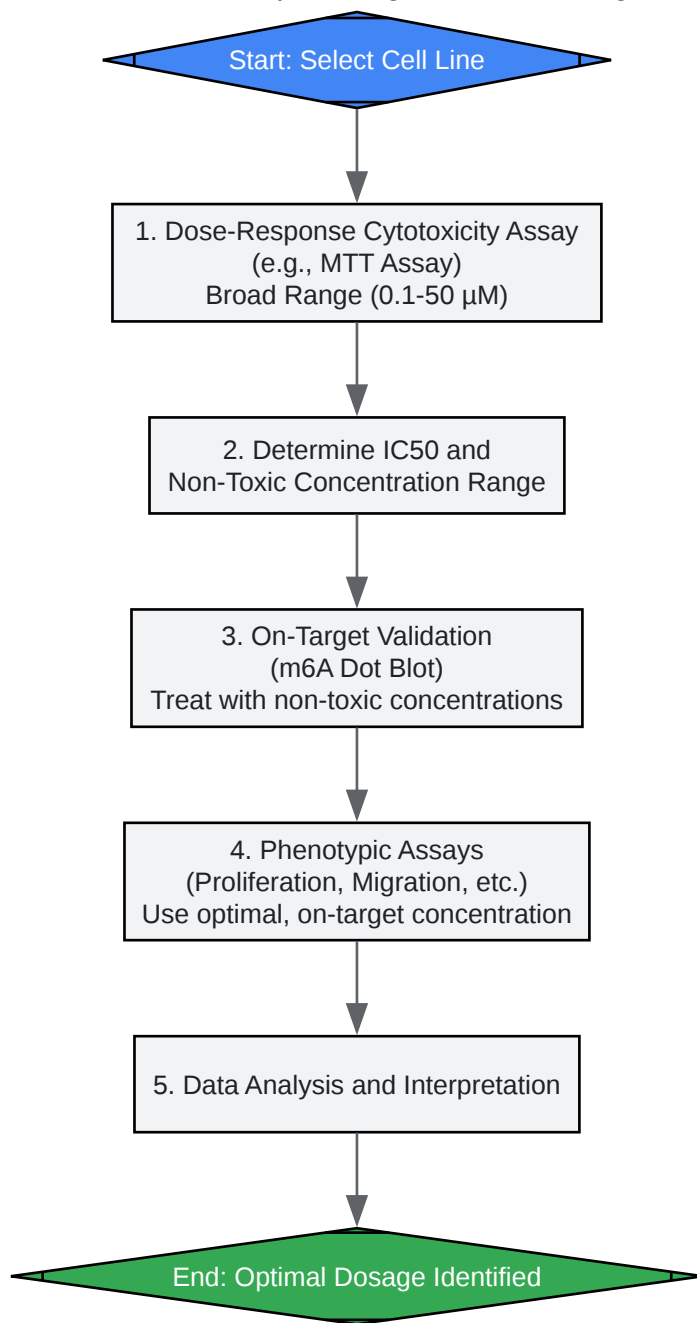 Start: Select Cell Line
1. Dose-Response Cytotoxicity Assay
(e.g., MTT Assay)
Broad Range (0.1-50 µM)
2. Determine IC50 and
Non-Toxic Concentration Range
3. On-Target Validation
(m6A Dot Blot)
Treat with non-toxic concentrations
4. Phenotypic Assays
(Proliferation, Migration, etc.)
Use optimal, on-target concentration
5. Data Analysis and Interpretation
End: Optimal Dosage Identified